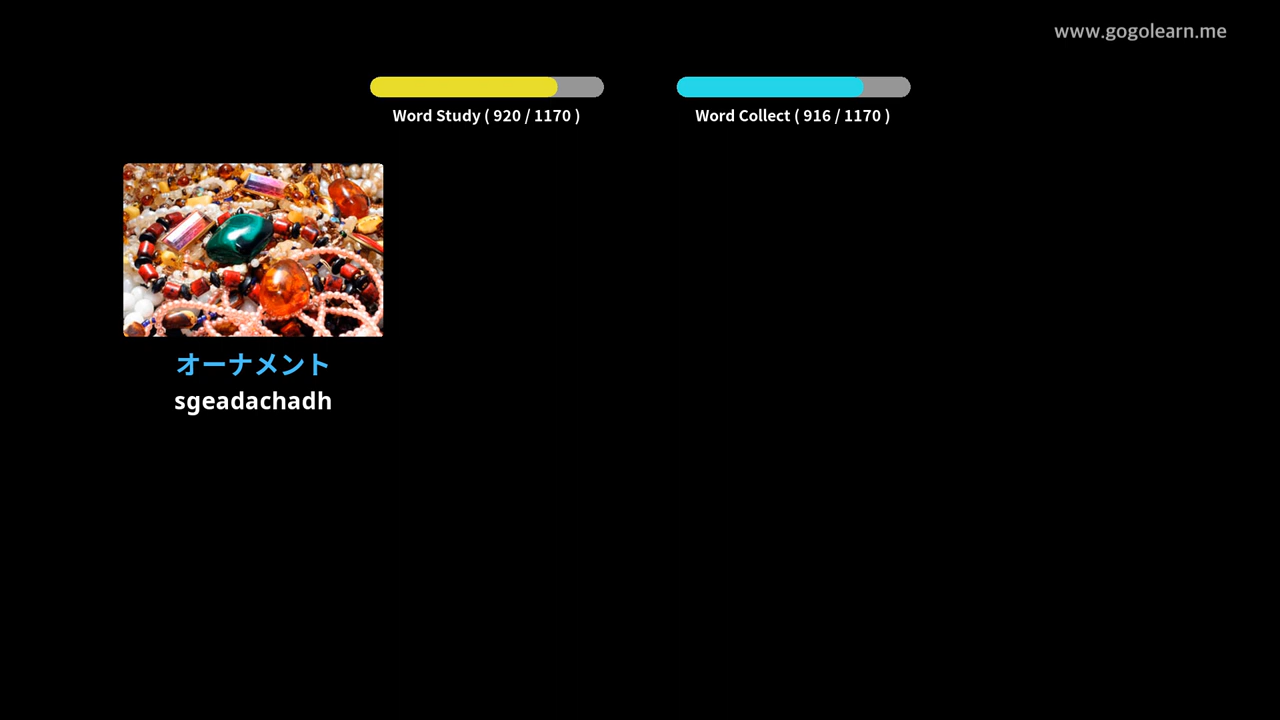 www.gogolearn.me
Word Study ( 920 / 1170 )
Word Collect ( 916 / 1170 )
オーナメント
sgeadachadh